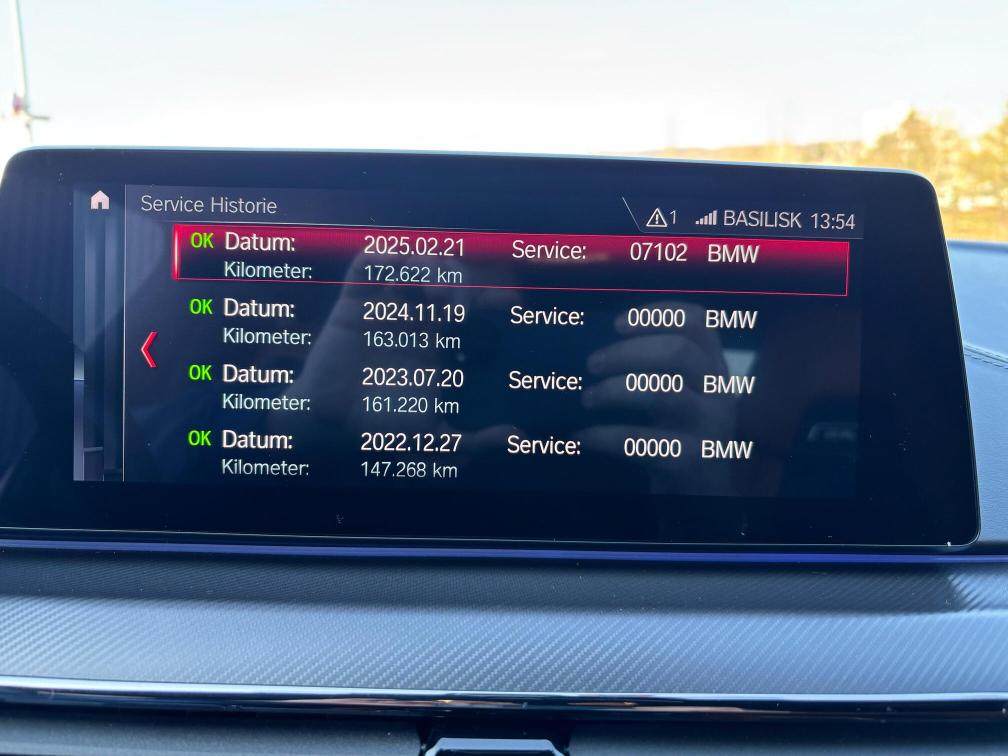 Service Historie
1 BASILISK 13:54
OK Datum: 2025.02.21 Service: 07102 BMW
Kilometer: 172.622 km
OK Datum: 2024.11.19 Service: 00000 BMW
Kilometer: 163.013 km
OK Datum: 2023.07.20 Service: 00000 BMW
Kilometer: 161.220 km
OK Datum: 2022.12.27 Service: 00000 BMW
Kilometer: 147.268 km